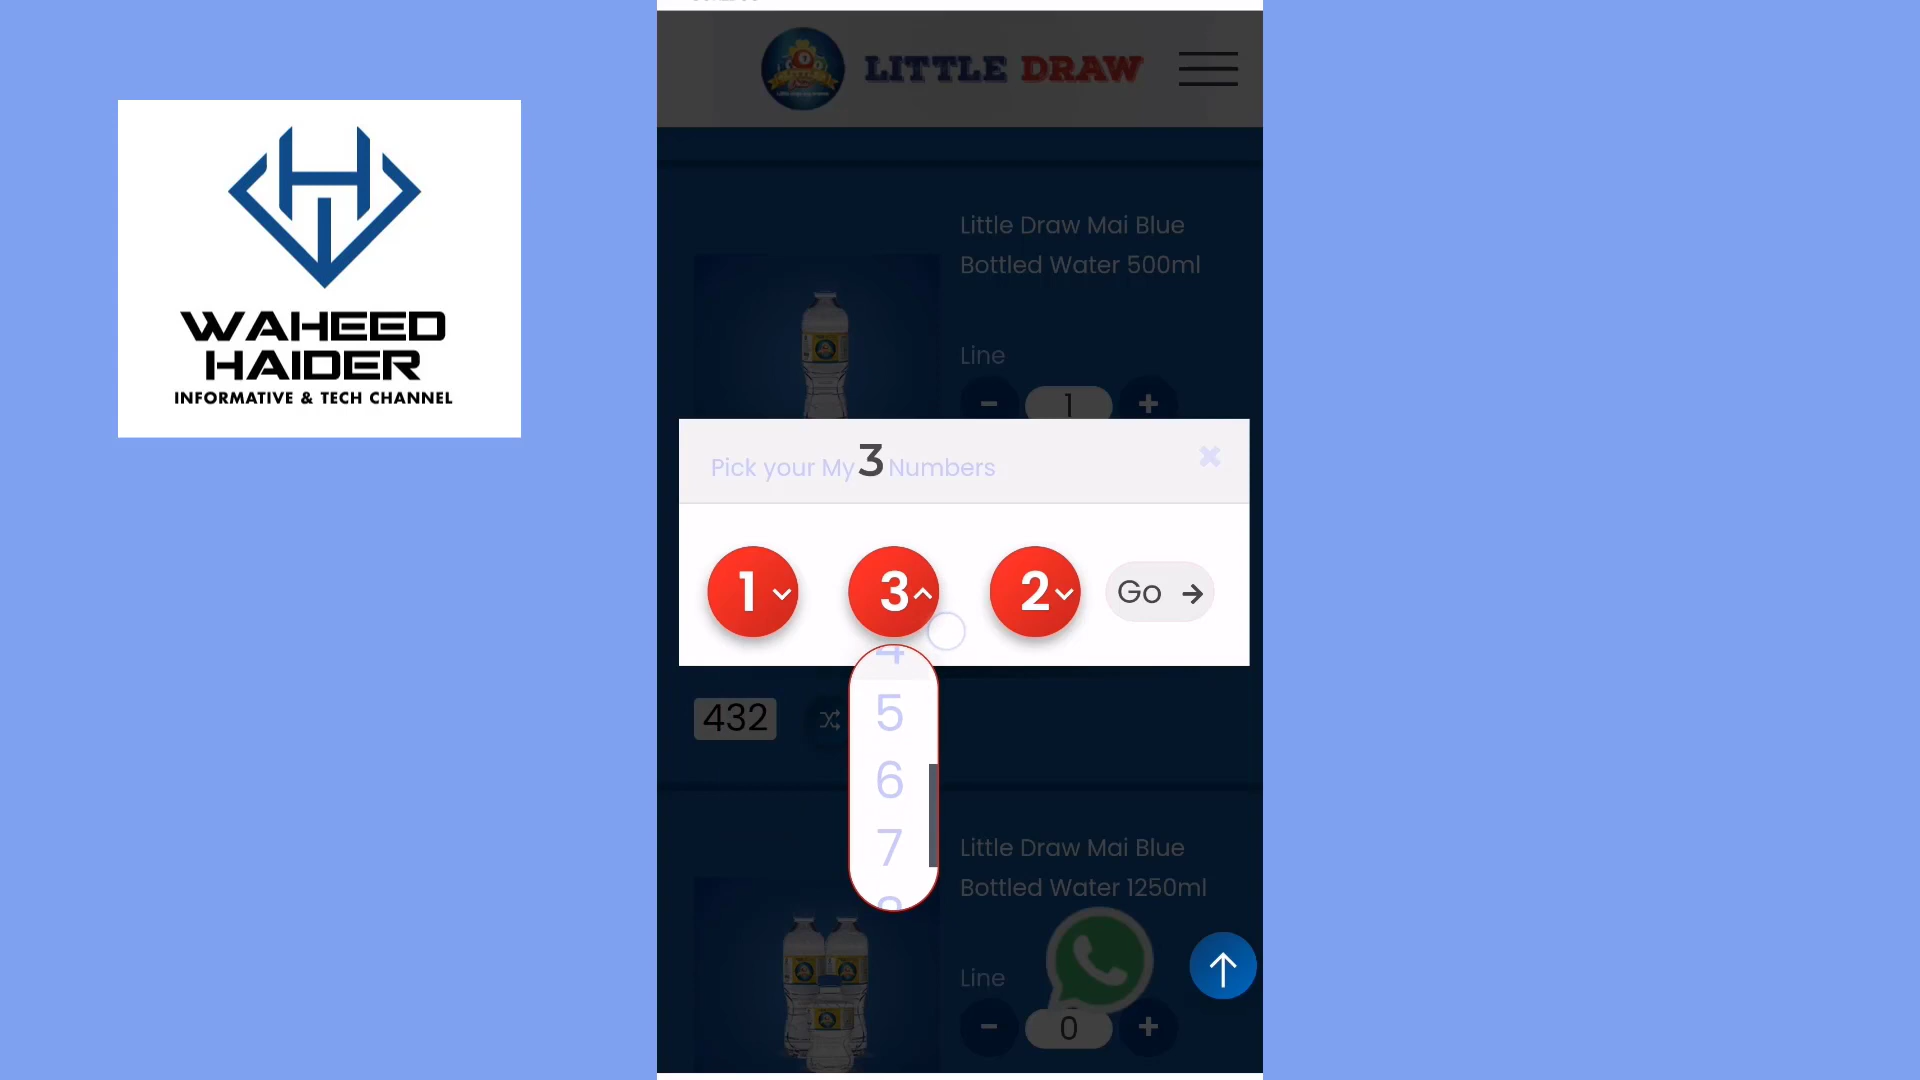 WAHEED
HAIDER
INFORMATIVE & TECH CHANNEL
LITTLE DRAW
Little Draw Mai Blue
Bottled Water 500ml
Line
- 1 +
Pick your My 3 Numbers
1 3 2 Go
4
5
6
7
8
432
Little Draw Mai Blue
Bottled Water 1250ml
Line
- 0 +